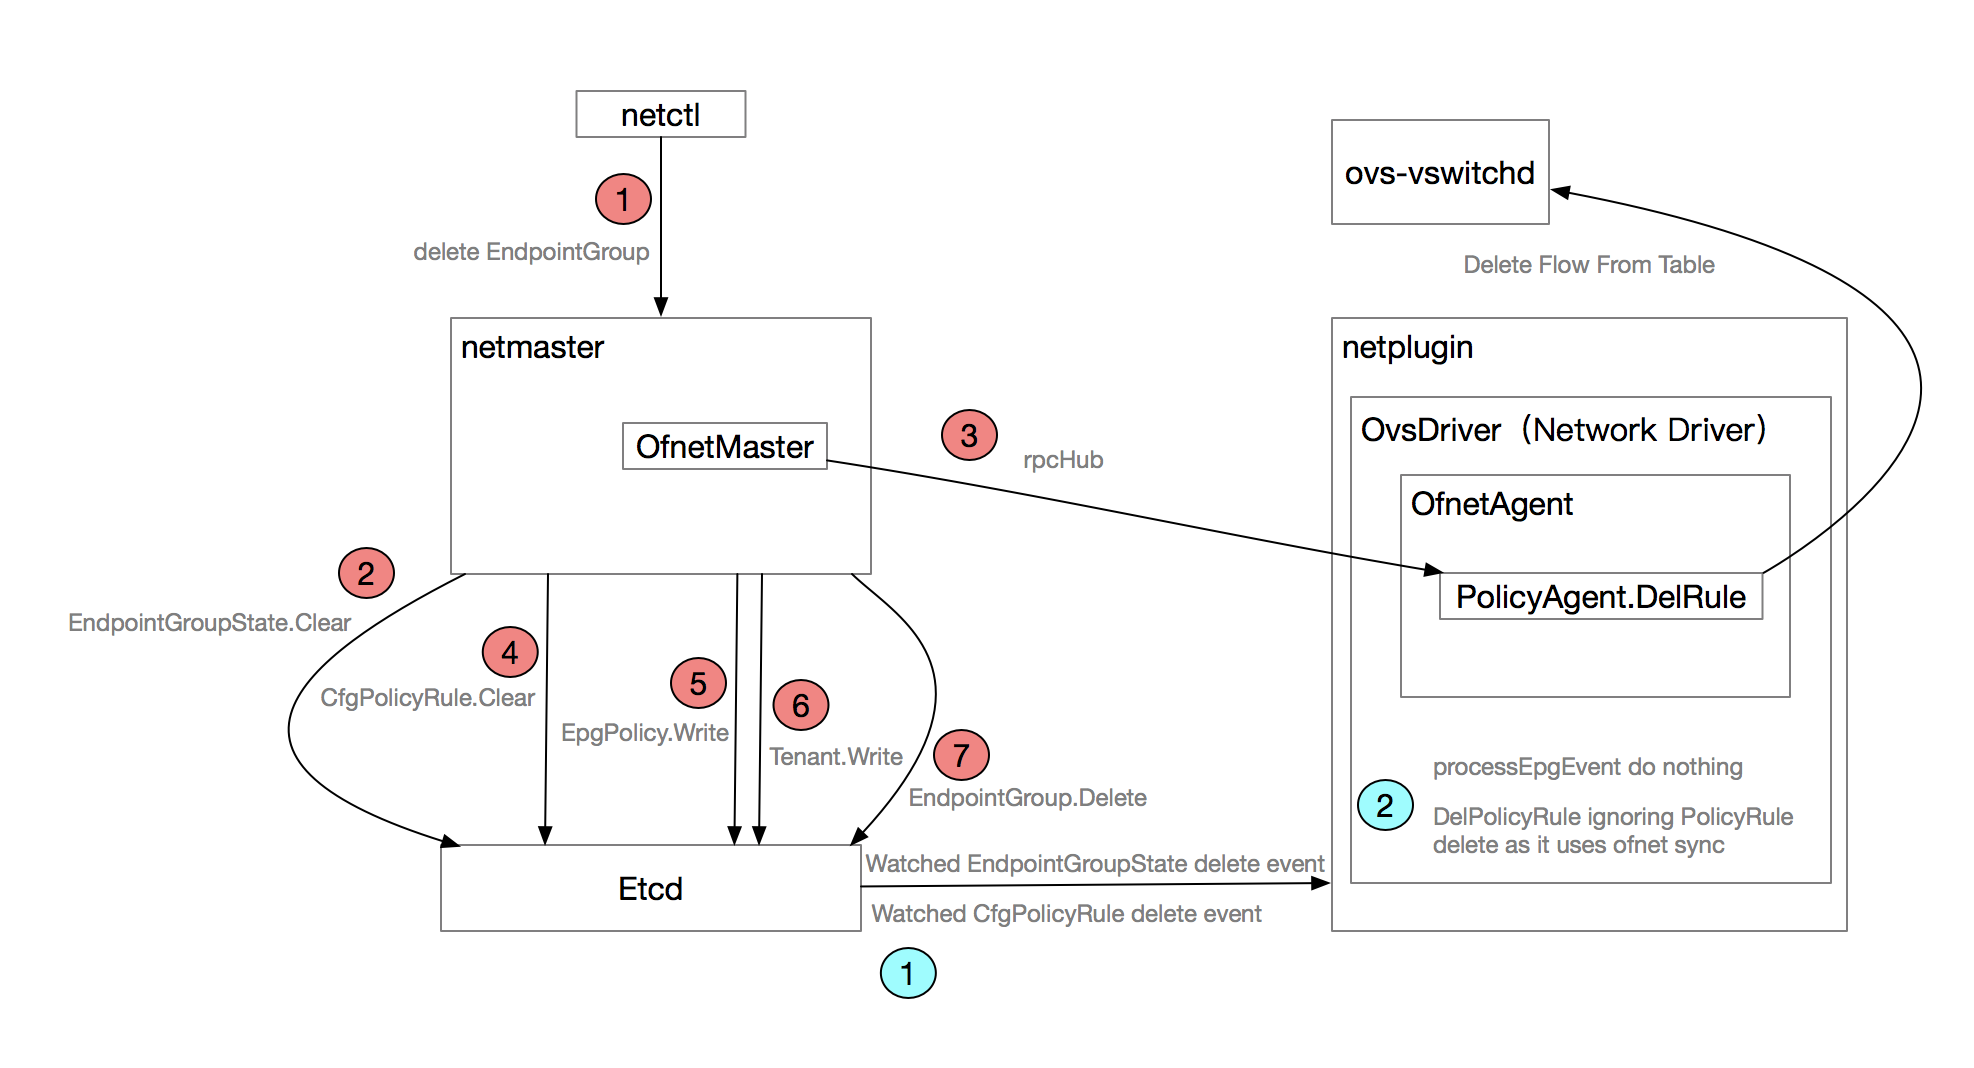 netctl
1
delete EndpointGroup
ovs-vswitchd
Delete Flow From Table
netmaster
OfnetMaster
3
rpcHub
netplugin
OvsDriver（Network Driver）
OfnetAgent
PolicyAgent.DelRule
2
EndpointGroupState.Clear
4
CfgPolicyRule.Clear
5
EpgPolicy.Write
6
Tenant.Write
7
EndpointGroup.Delete
processEpgEvent do nothing
2
DelPolicyRule ignoring PolicyRule
delete as it uses ofnet sync
Etcd
Watched EndpointGroupState delete event
Watched CfgPolicyRule delete event
1